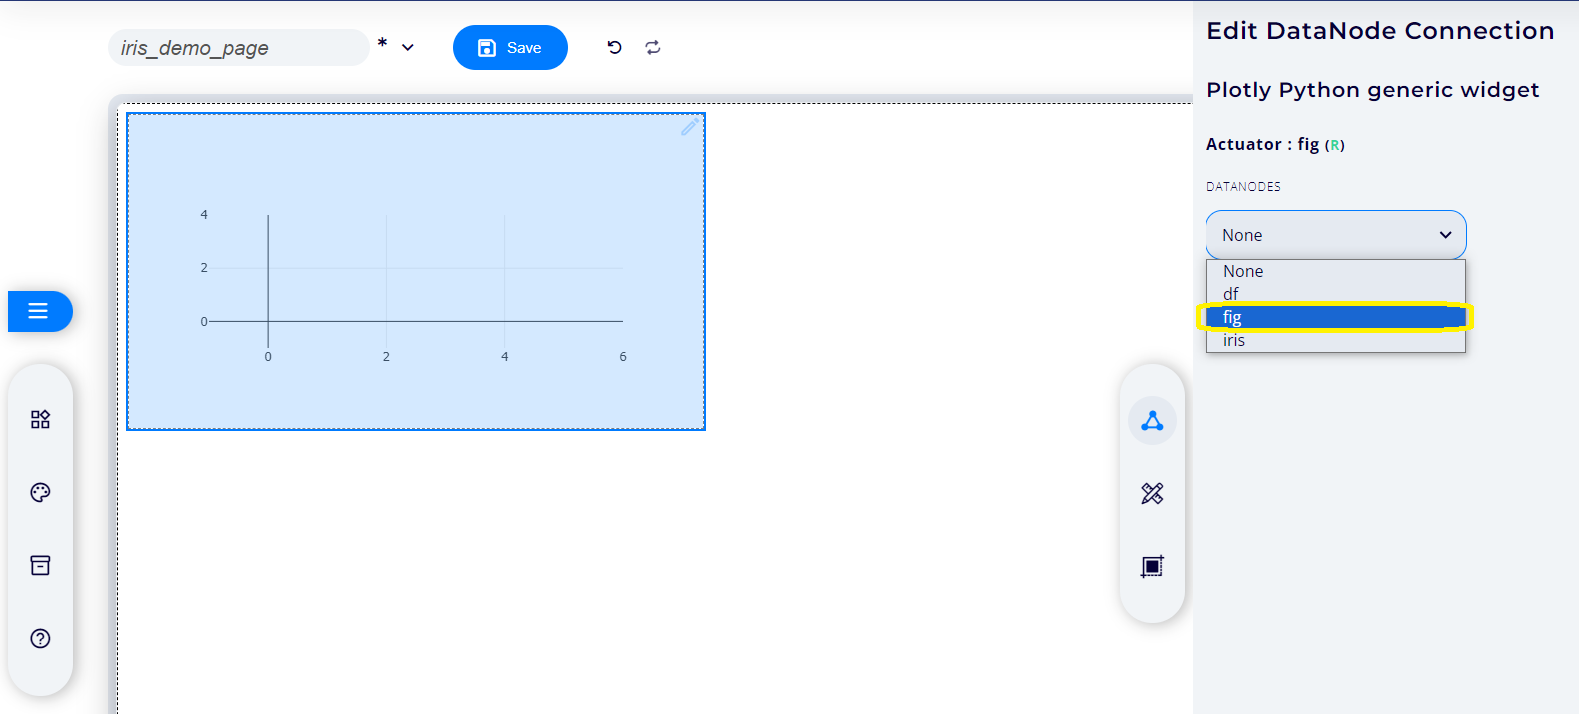 iris_demo_page
*
Save
4
2
0
0 2 4 6
Edit DataNode Connection
Plotly Python generic widget
Actuator : fig (R)
DATANODES
None
None
df
fig
iris